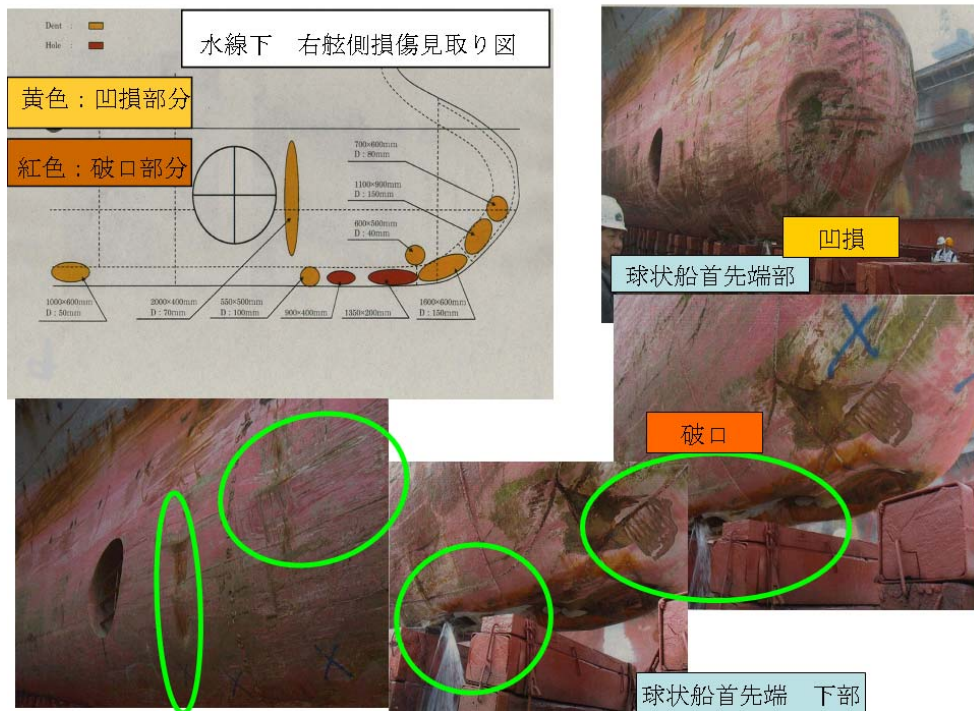 Dent :
Hole :
水線下 右舷側損傷見取り図
黄色：凹損部分
紅色：破口部分
700×600mm
D : 80mm
1100×900mm
D : 150mm
600×500mm
D : 40mm
1000×600mm
D : 50mm
2000×400mm
D : 70mm
550×500mm
D : 100mm
900×400mm
1350×200mm
1600×600mm
D : 150mm
凹損
球状船首先端部
破口
球状船首先端 下部